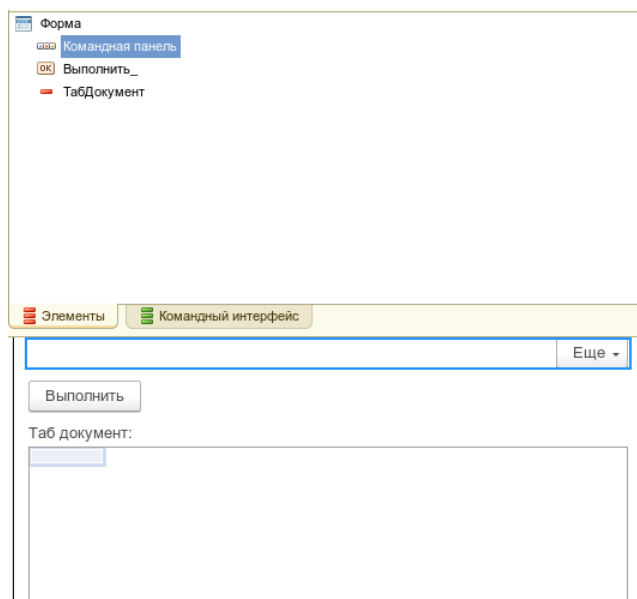 Форма
Командная панель
OK Выполнить_
ТабДокумент
Элементы Командный интерфейс
Еще
Выполнить
Таб документ: